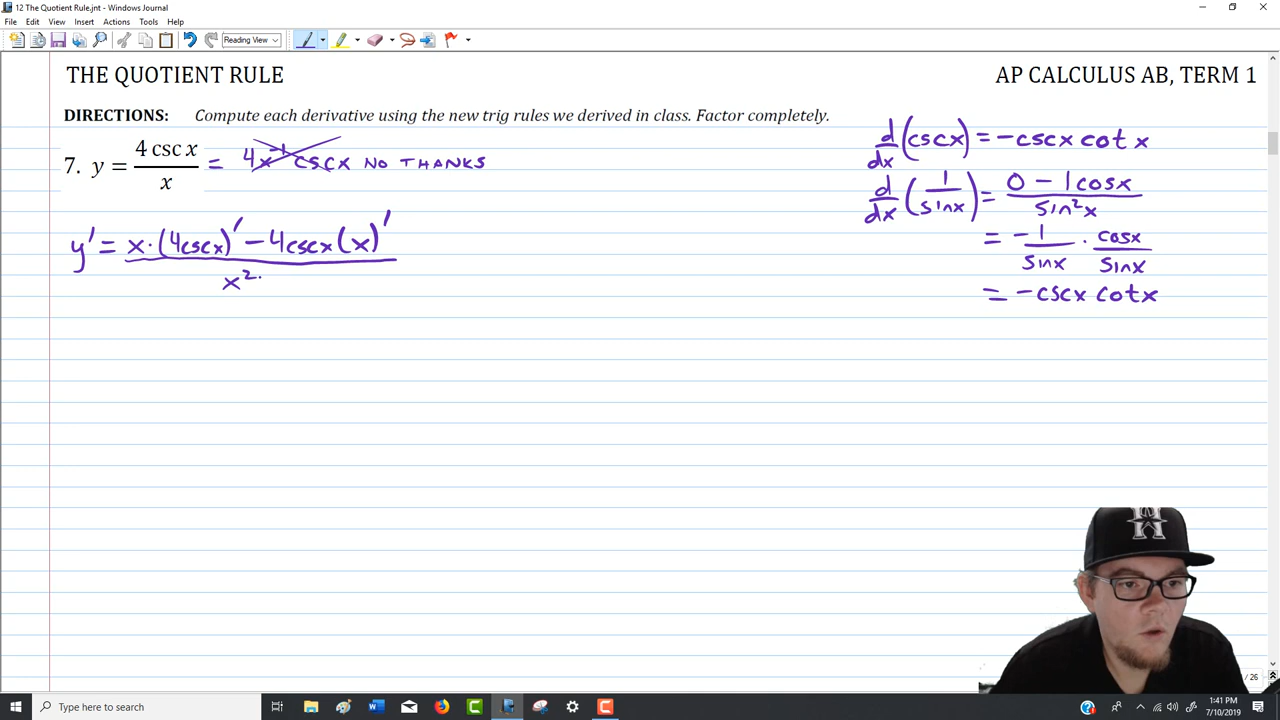 12 The Quotient Rule.jnt - Windows Journal
File Edit View Insert Actions Tools Help
Reading View
THE QUOTIENT RULE AP CALCULUS AB, TERM 1
DIRECTIONS: Compute each derivative using the new trig rules we derived in class. Factor completely.
7. y = 4 csc x / x = 4x⁻¹ cscx NO THANKS
y' = x·(4cscx)' − 4cscx(x)' / x²·
d/dx (cscx) = −cscx cotx
d/dx (1/sinx) = 0 − 1cosx / sin²x
= −1/sinx · cosx/sinx
= −cscx cotx
/ 26
Type here to search
1:41 PM
7/10/2019